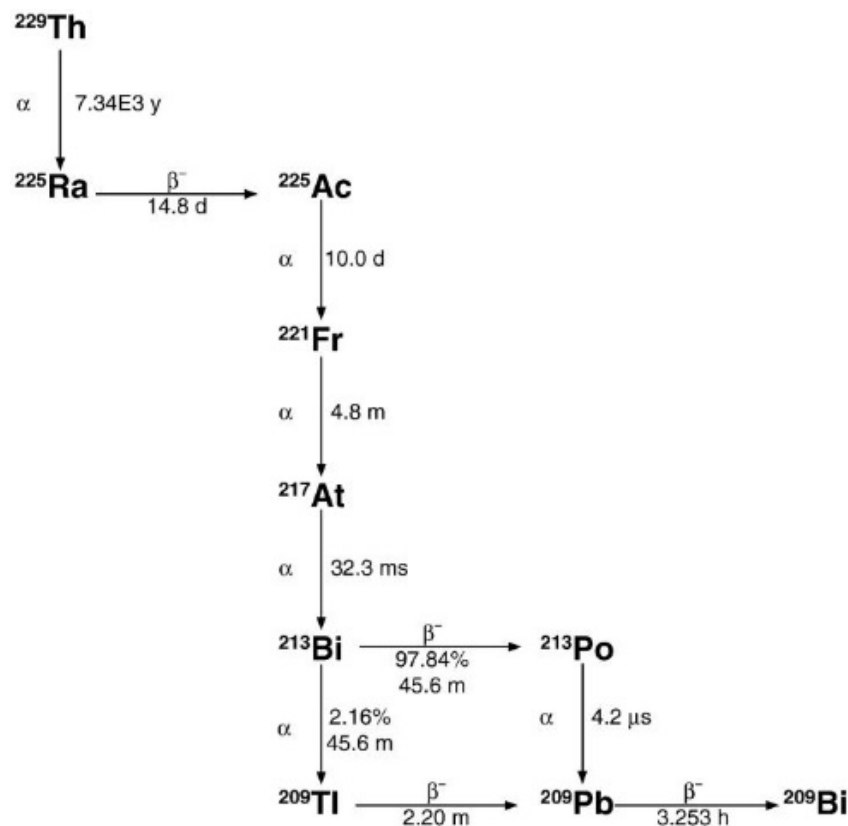 ²²⁹Th
α 7.34E3 y
²²⁵Ra β⁻ ²²⁵Ac
14.8 d
α 10.0 d
²²¹Fr
α 4.8 m
²¹⁷At
α 32.3 ms
²¹³Bi β⁻ ²¹³Po
97.84%
45.6 m
α 2.16% α 4.2 μs
45.6 m
²⁰⁹Tl β⁻ ²⁰⁹Pb β⁻ ²⁰⁹Bi
2.20 m 3.253 h